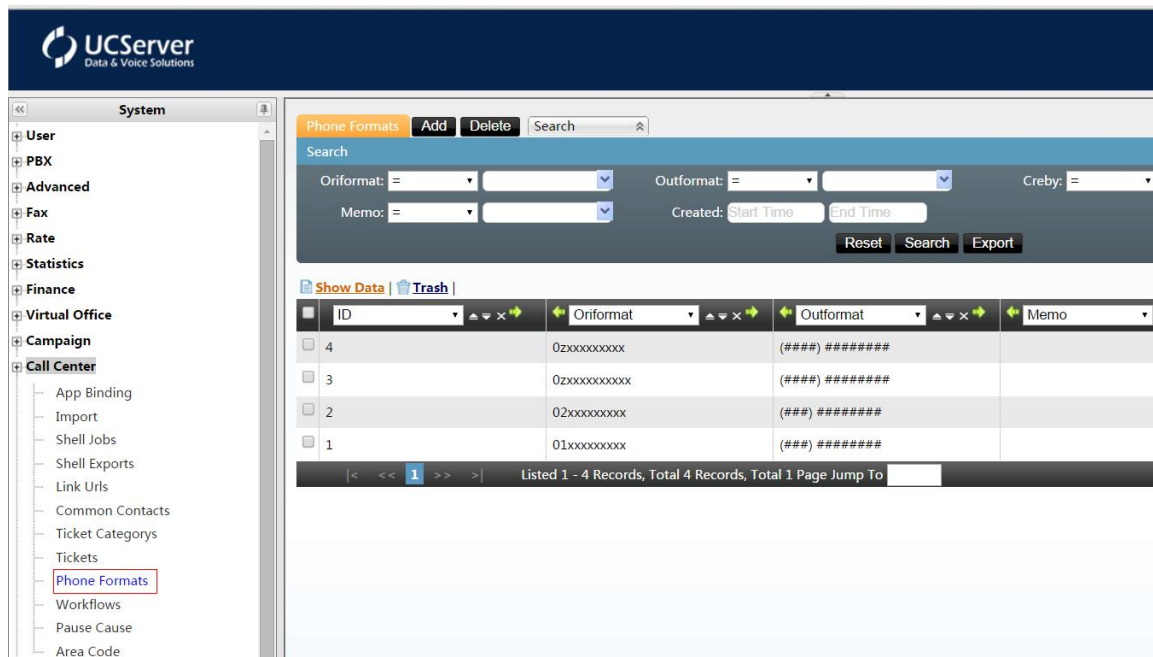 UCServer
Data & Voice Solutions
System
User
PBX
Advanced
Fax
Rate
Statistics
Finance
Virtual Office
Campaign
Call Center
App Binding
Import
Shell Jobs
Shell Exports
Link Urls
Common Contacts
Ticket Categorys
Tickets
Phone Formats
Workflows
Pause Cause
Area Code
Phone Formats Add Delete Search
Search
Oriformat: = Outformat: = Creby: =
Memo: = Created: Start Time End Time
Reset Search Export
Show Data | Trash |
ID Oriformat Outformat Memo
4 0zxxxxxxxxx (####) ########
3 0zxxxxxxxxxx (####) ########
2 02xxxxxxxxx (###) ########
1 01xxxxxxxxx (###) ########
|< << 1 >> >| Listed 1 - 4 Records, Total 4 Records, Total 1 Page Jump To